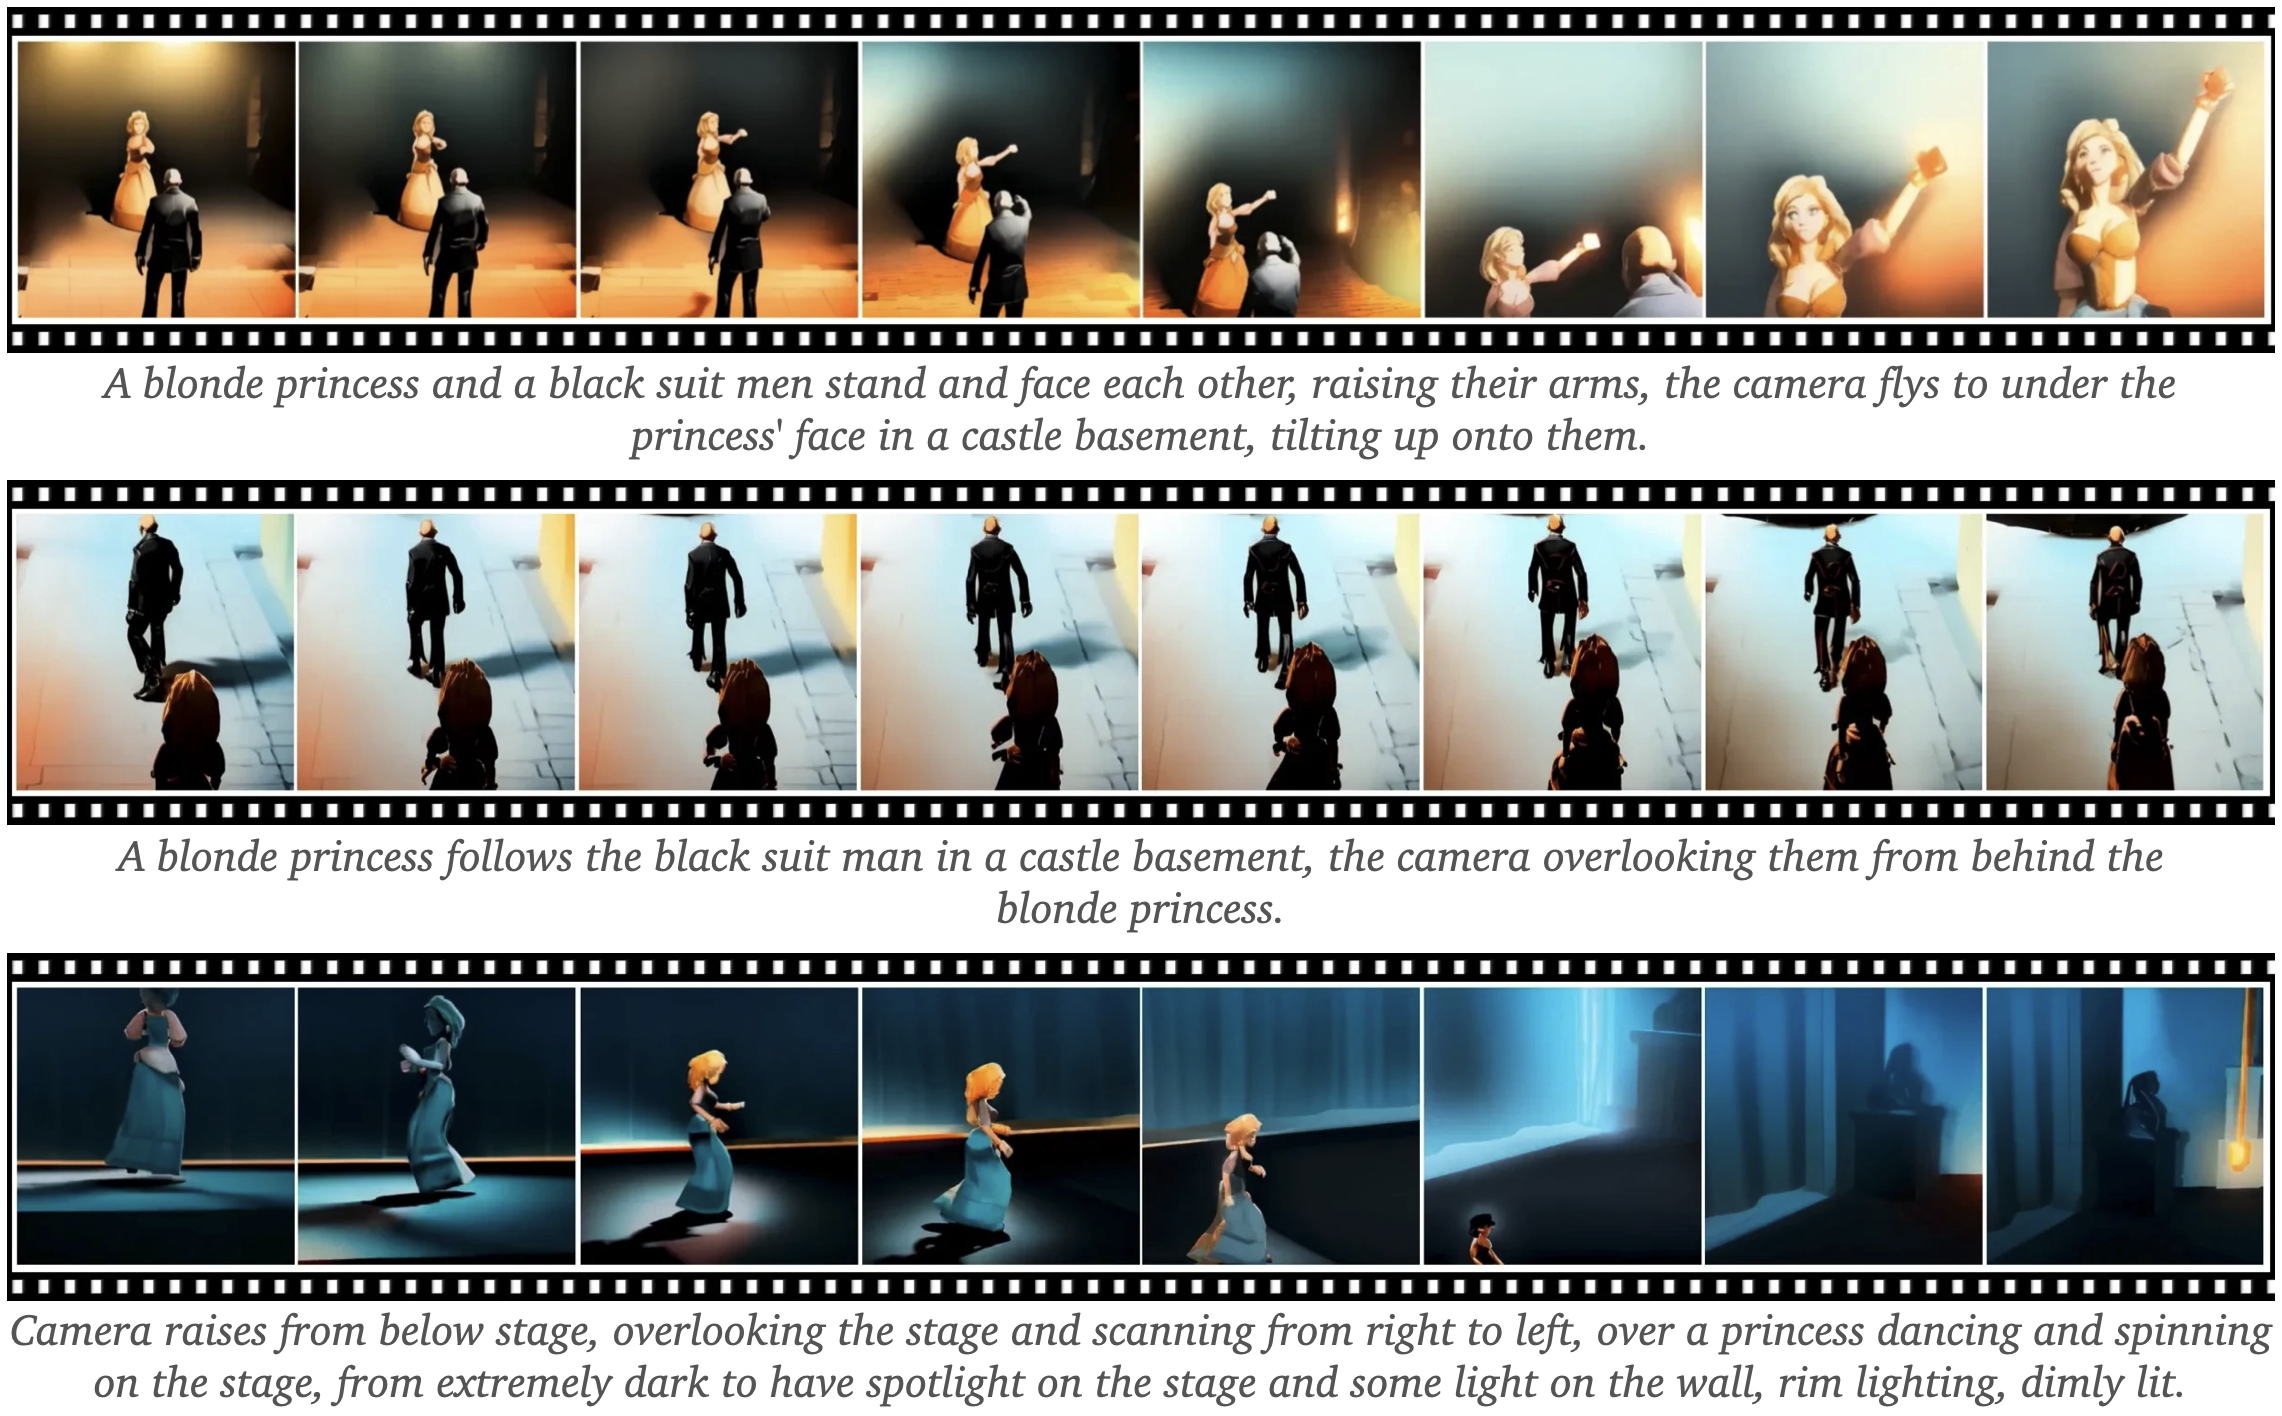 A blonde princess and a black suit men stand and face each other, raising their arms, the camera flys to under the
princess' face in a castle basement, tilting up onto them.
A blonde princess follows the black suit man in a castle basement, the camera overlooking them from behind the
blonde princess.
Camera raises from below stage, overlooking the stage and scanning from right to left, over a princess dancing and spinning
on the stage, from extremely dark to have spotlight on the stage and some light on the wall, rim lighting, dimly lit.